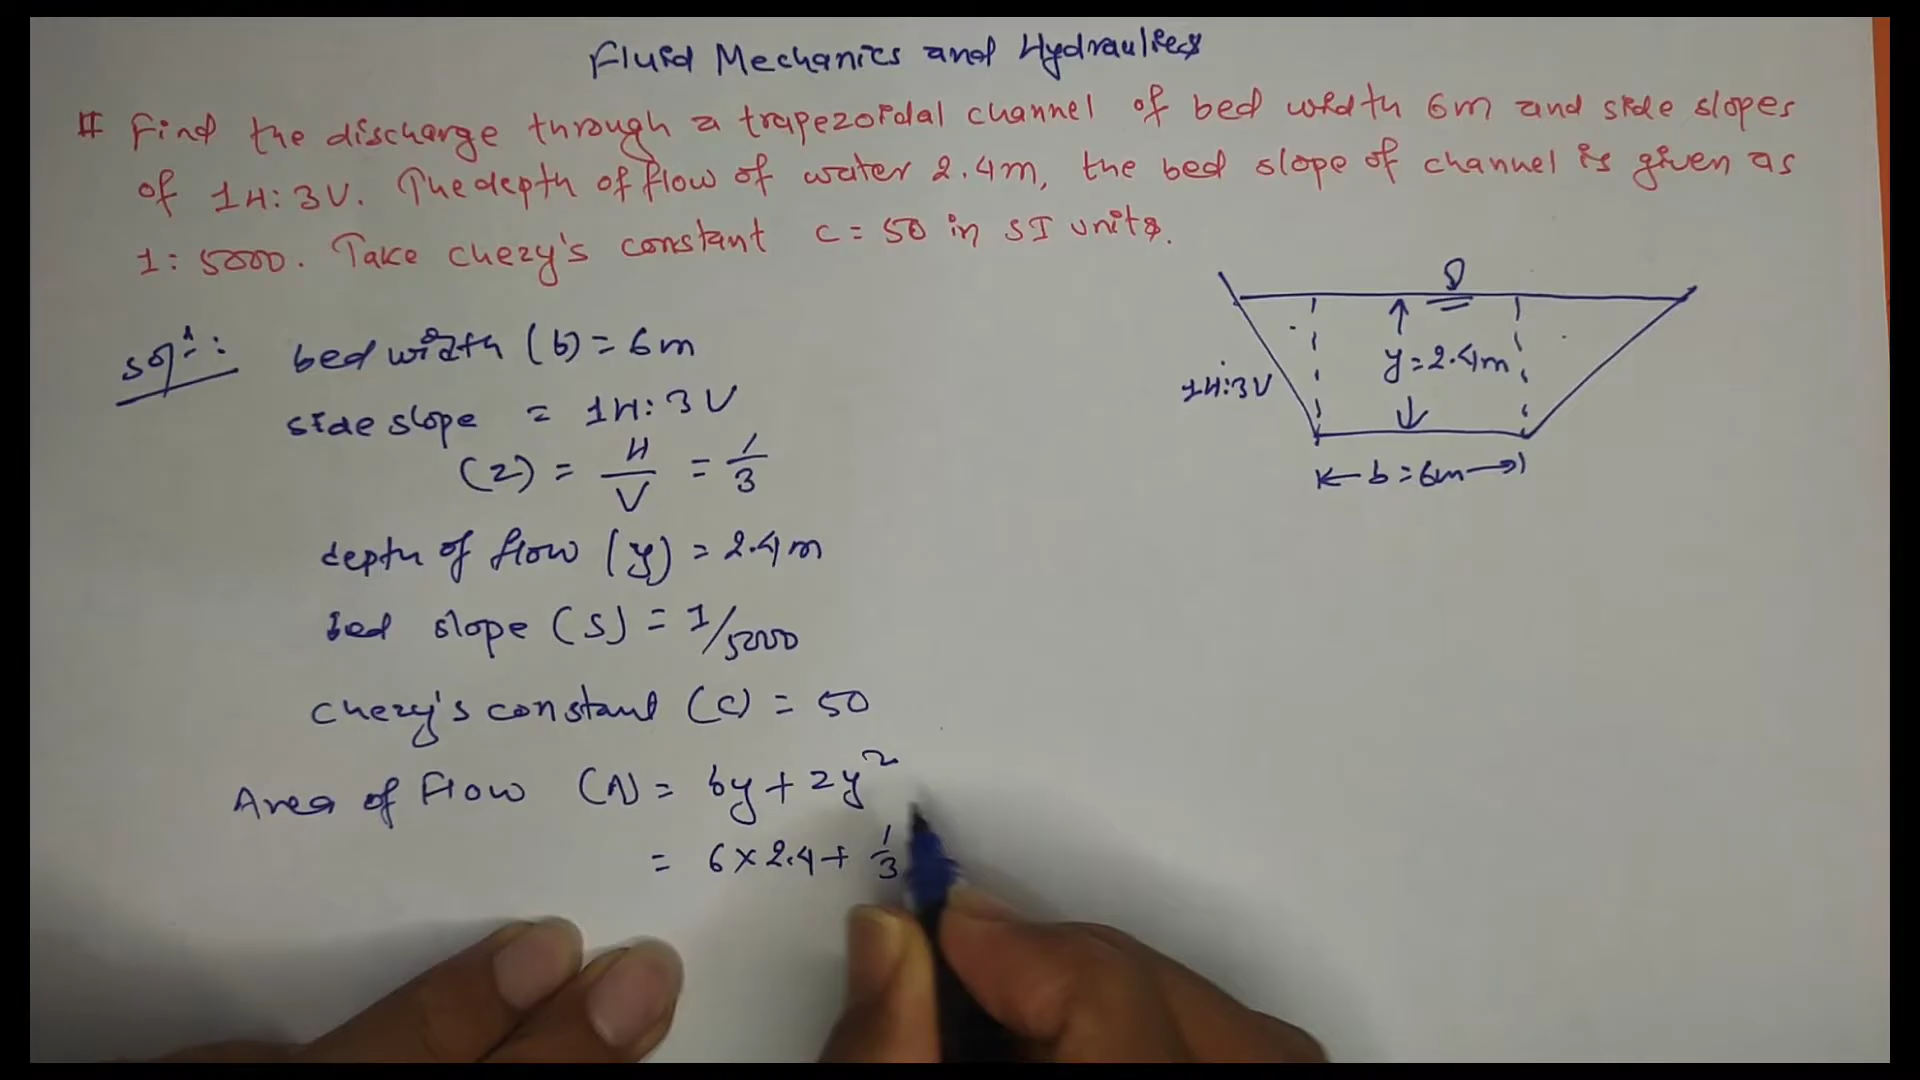 Fluid Mechanics and Hydraulics
# Find the discharge through a trapezoidal channel of bed width 6m and side slopes
of 1H:3V. The depth of flow of water 2.4m, the bed slope of channel is given as
1:5000. Take chezy's constant c=50 in SI units.
solⁿ:
bed width (b) = 6m
side slope = 1H:3V
(z) = H/V = 1/3
depth of flow (y) = 2.4m
bed slope (S) = 1/5000
chezy's constant (C) = 50
Area of Flow (A) = by + zy²
= 6×2.4+ 1/3
1H:3V
y=2.4m
b=6m